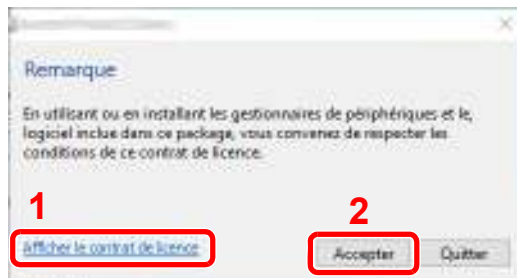 Remarque
En utilisant ou en installant les gestionnaires de périphériques et le,
logiciel inclue dans ce package, vous convenez de respecter les
conditions de ce contrat de licence.
1
2
Afficher le contrat de licence
Accepter
Quitter